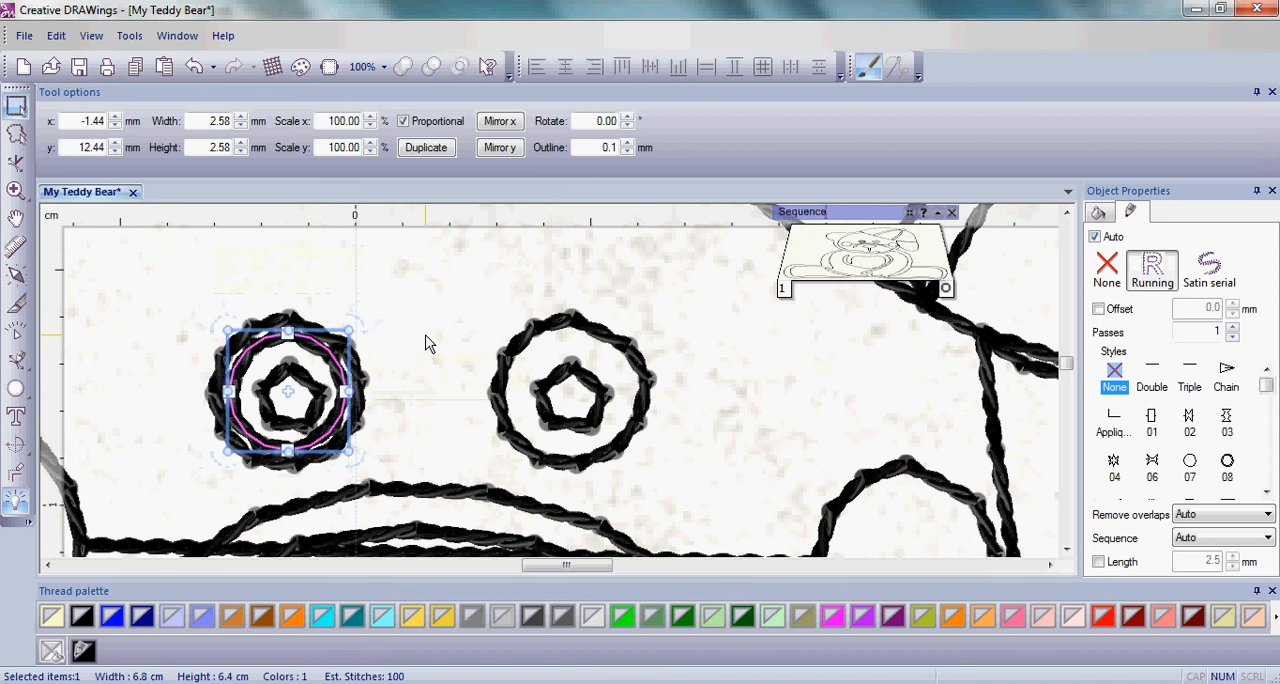 Creative DRAWings - [My Teddy Bear*]
File Edit View Tools Window Help
100%
Tool options
x: -1.44 mm Width: 2.58 mm Scale x: 100.00 % Proportional Mirror x Rotate: 0.00 °
y: 12.44 mm Height: 2.58 mm Scale y: 100.00 % Duplicate Mirror y Outline: 0.1 mm
My Teddy Bear*
Object Properties
cm 0
Sequence
1
Auto
None Running Satin serial
Offset 0.0 mm
Passes 1
Styles
None Double Triple Chain
Appliq... 01 02 03
04 06 07 08
Remove overlaps Auto
Sequence Auto
Length 2.5 mm
Thread palette
Selected items:1 Width : 6.8 cm Height : 6.4 cm Colors : 1 Est. Stitches: 100 CAP NUM SCRL